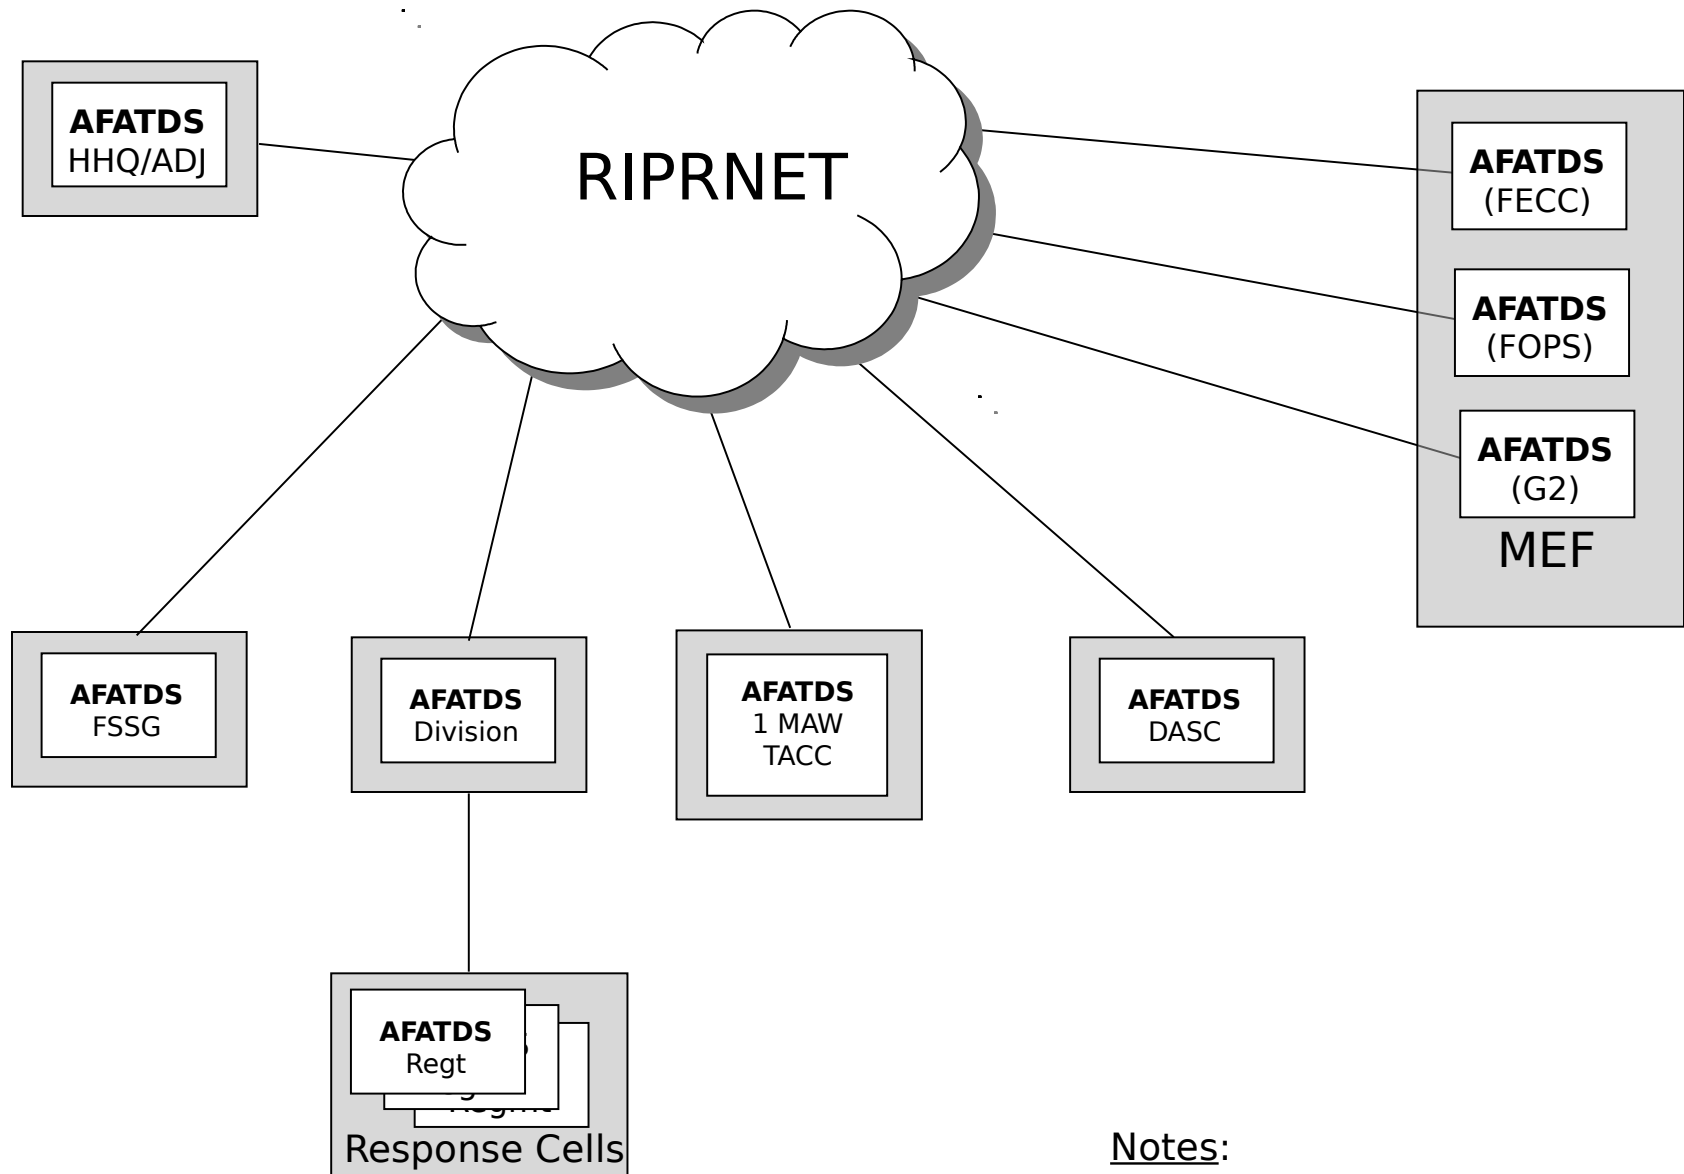 RIPRNET
AFATDS
HHQ/ADJ
AFATDS
(FECC)
AFATDS
(FOPS)
AFATDS
(G2)
MEF
AFATDS
FSSG
AFATDS
Division
AFATDS
1 MAW
TACC
AFATDS
DASC
AFATDS
Regt
Response Cells
Notes: